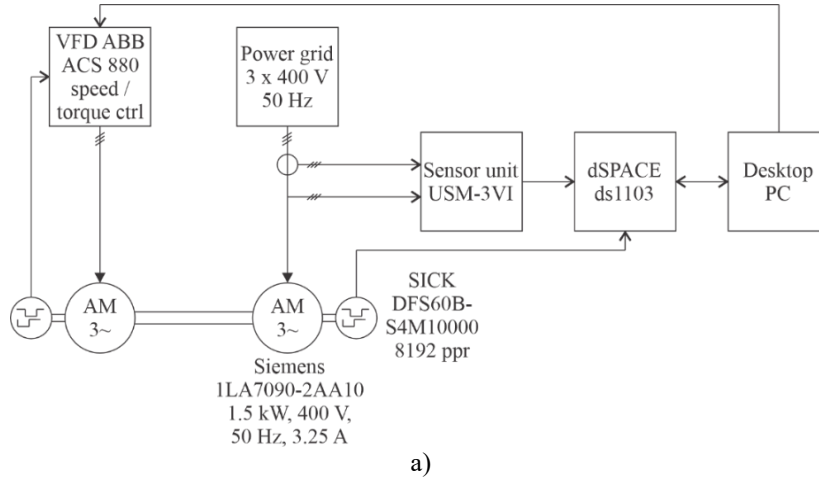 VFD ABB
ACS 880
speed /
torque ctrl
Power grid
3 x 400 V
50 Hz
Sensor unit
USM-3VI
dSPACE
ds1103
Desktop
PC
AM
3~
AM
3~
SICK
DFS60B-
S4M10000
8192 ppr
Siemens
1LA7090-2AA10
1.5 kW, 400 V,
50 Hz, 3.25 A
a)